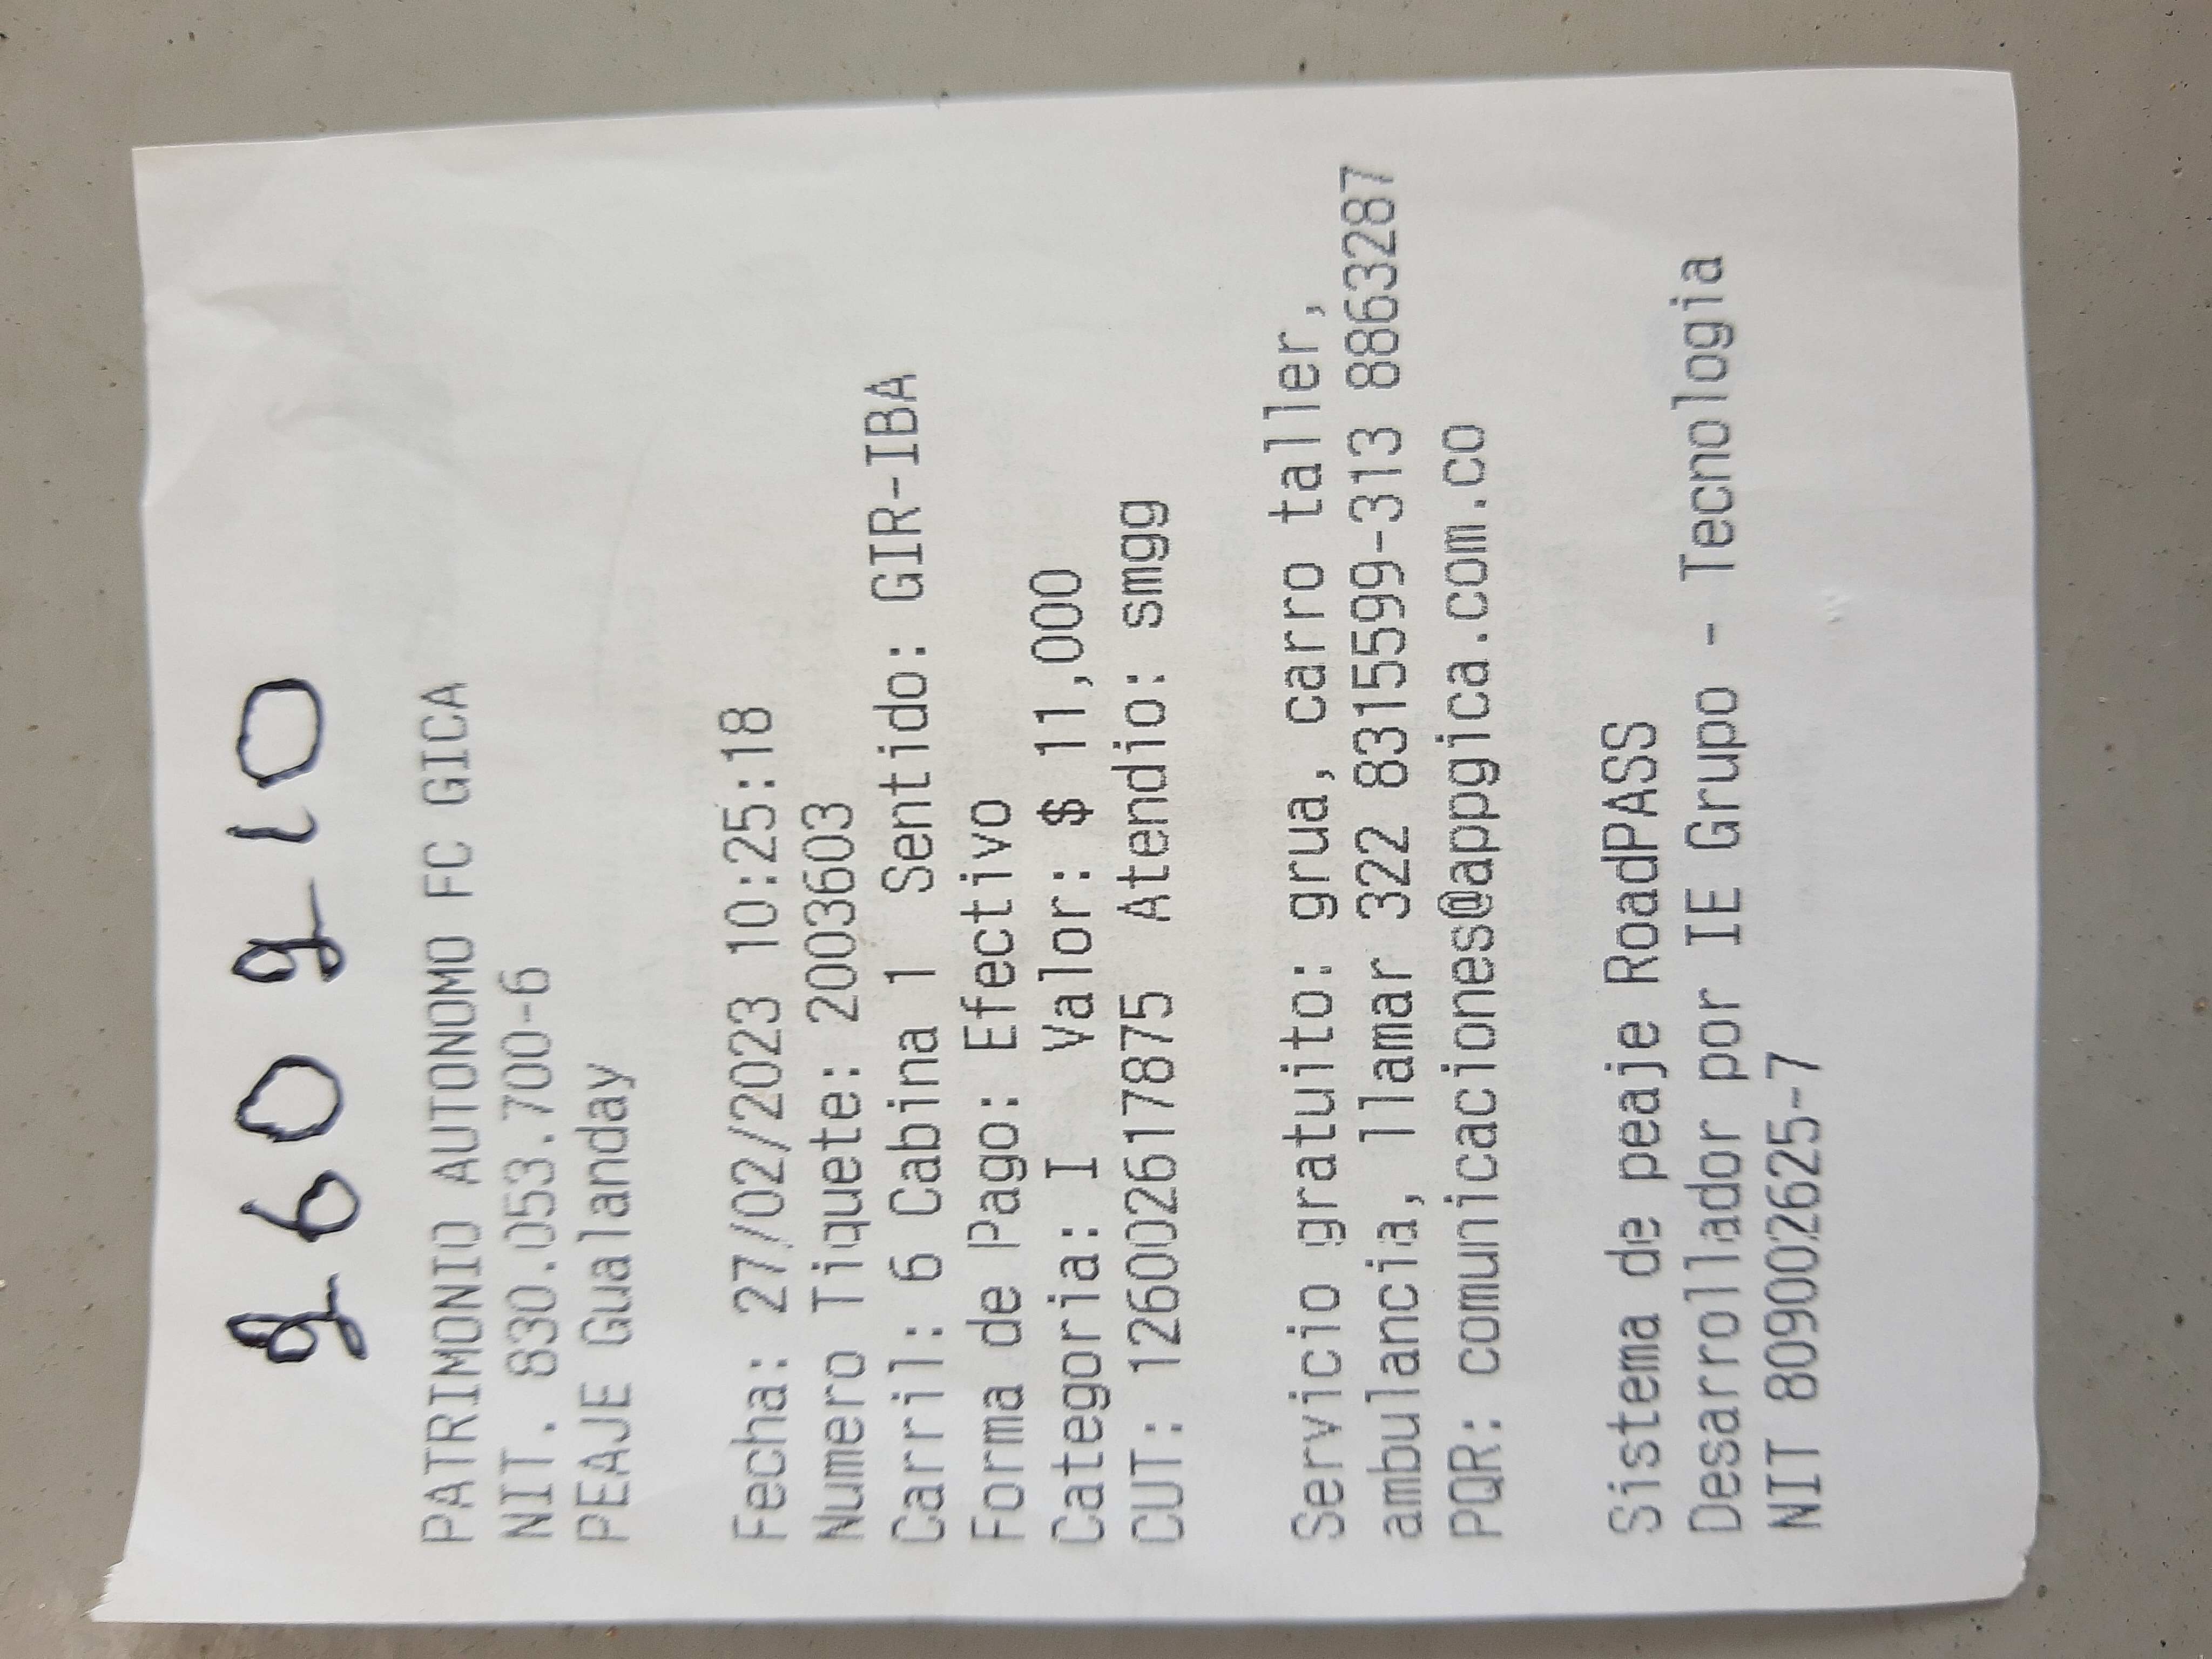 260210
PATRIMONIO AUTONOMO FC GICA
NIT. 830.053.700-6
PEAJE Gualanday
Fecha: 27/02/2023 10:25:18
Numero Tiquete: 2003603
Carril: 6 Cabina 1 Sentido: GIR-IBA
Forma de Pago: Efectivo
Categoria: I Valor: $ 11,000
CUT: 1260026178​75 Atendio: smgg
Servicio gratuito: grua, carro taller,
ambulancia, llamar 322 8315599-313 8863287
PQR: comunicaciones@appgica.com.co
Sistema de peaje RoadPASS
Desarrollador por IE Grupo - Tecnologia
NIT 809002625-7